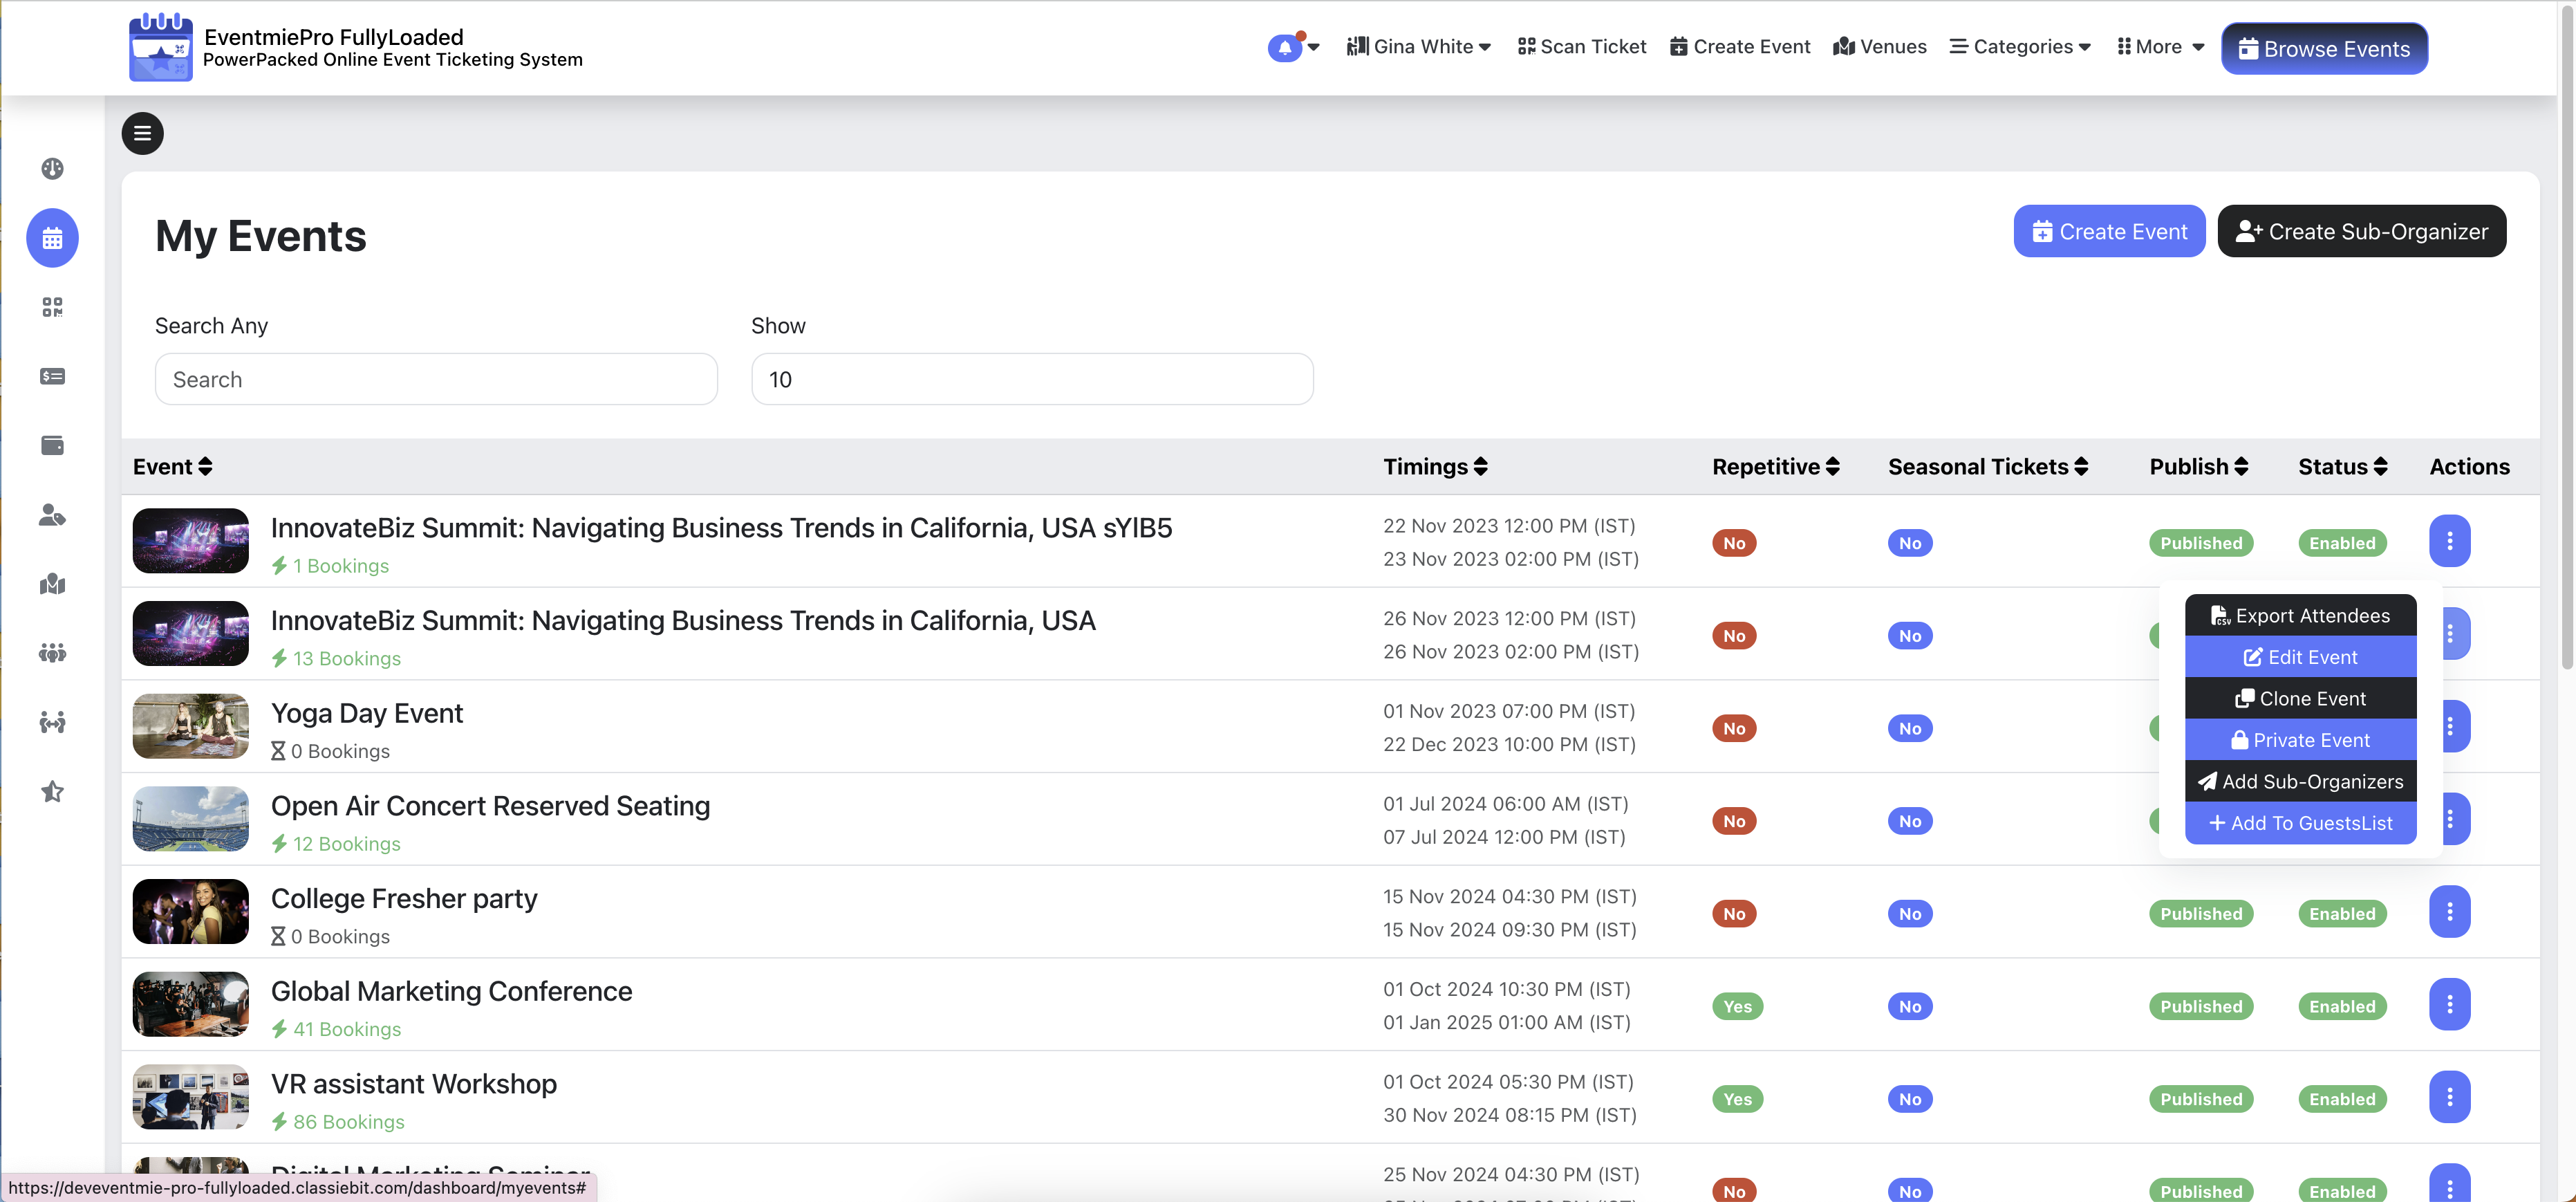 EventmiePro FullyLoaded
PowerPacked Online Event Ticketing System
Gina White
Scan Ticket
Create Event
Venues
Categories
More
Browse Events
My Events
Create Event
Create Sub-Organizer
Search Any
Show
Search
10
Event
Timings
Repetitive
Seasonal Tickets
Publish
Status
Actions
InnovateBiz Summit: Navigating Business Trends in California, USA sYlB5
1 Bookings
22 Nov 2023 12:00 PM (IST)
23 Nov 2023 02:00 PM (IST)
No
No
Published
Enabled
InnovateBiz Summit: Navigating Business Trends in California, USA
13 Bookings
26 Nov 2023 12:00 PM (IST)
26 Nov 2023 02:00 PM (IST)
No
No
Export Attendees
Edit Event
Clone Event
Private Event
Add Sub-Organizers
Add To GuestsList
Yoga Day Event
0 Bookings
01 Nov 2023 07:00 PM (IST)
22 Dec 2023 10:00 PM (IST)
No
No
Open Air Concert Reserved Seating
12 Bookings
01 Jul 2024 06:00 AM (IST)
07 Jul 2024 12:00 PM (IST)
No
No
College Fresher party
0 Bookings
15 Nov 2024 04:30 PM (IST)
15 Nov 2024 09:30 PM (IST)
No
No
Published
Enabled
Global Marketing Conference
41 Bookings
01 Oct 2024 10:30 PM (IST)
01 Jan 2025 01:00 AM (IST)
Yes
No
Published
Enabled
VR assistant Workshop
86 Bookings
01 Oct 2024 05:30 PM (IST)
30 Nov 2024 08:15 PM (IST)
Yes
No
Published
Enabled
Digital Marketing Seminar
25 Nov 2024 04:30 PM (IST)
No
No
Published
Enabled
https://deveventmie-pro-fullyloaded.classiebit.com/dashboard/myevents#